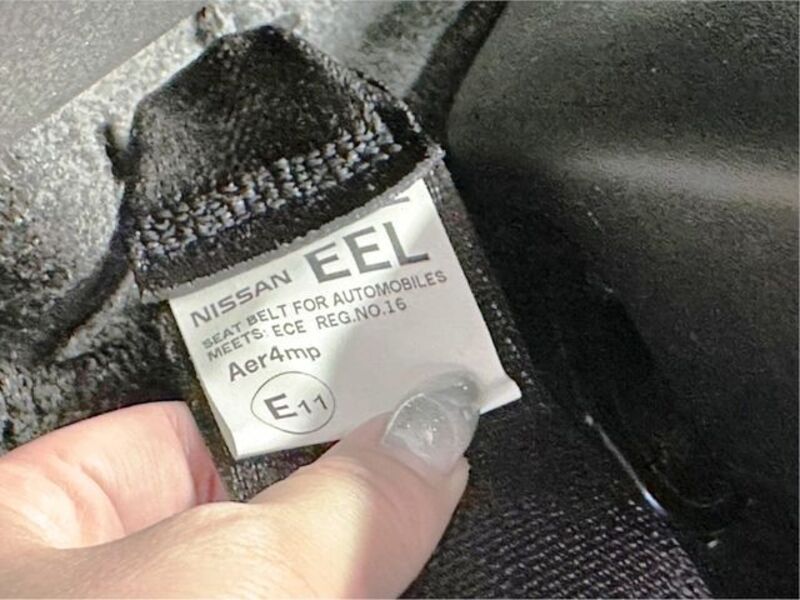 NISSAN EEL
SEAT BELT FOR AUTOMOBILES
MEETS: ECE REG.NO.16
Aer4mp
E11